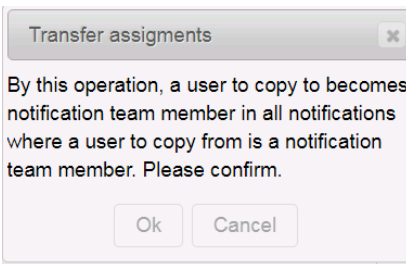 Transfer assigments
By this operation, a user to copy to becomes
notification team member in all notifications
where a user to copy from is a notification
team member. Please confirm.
Ok Cancel